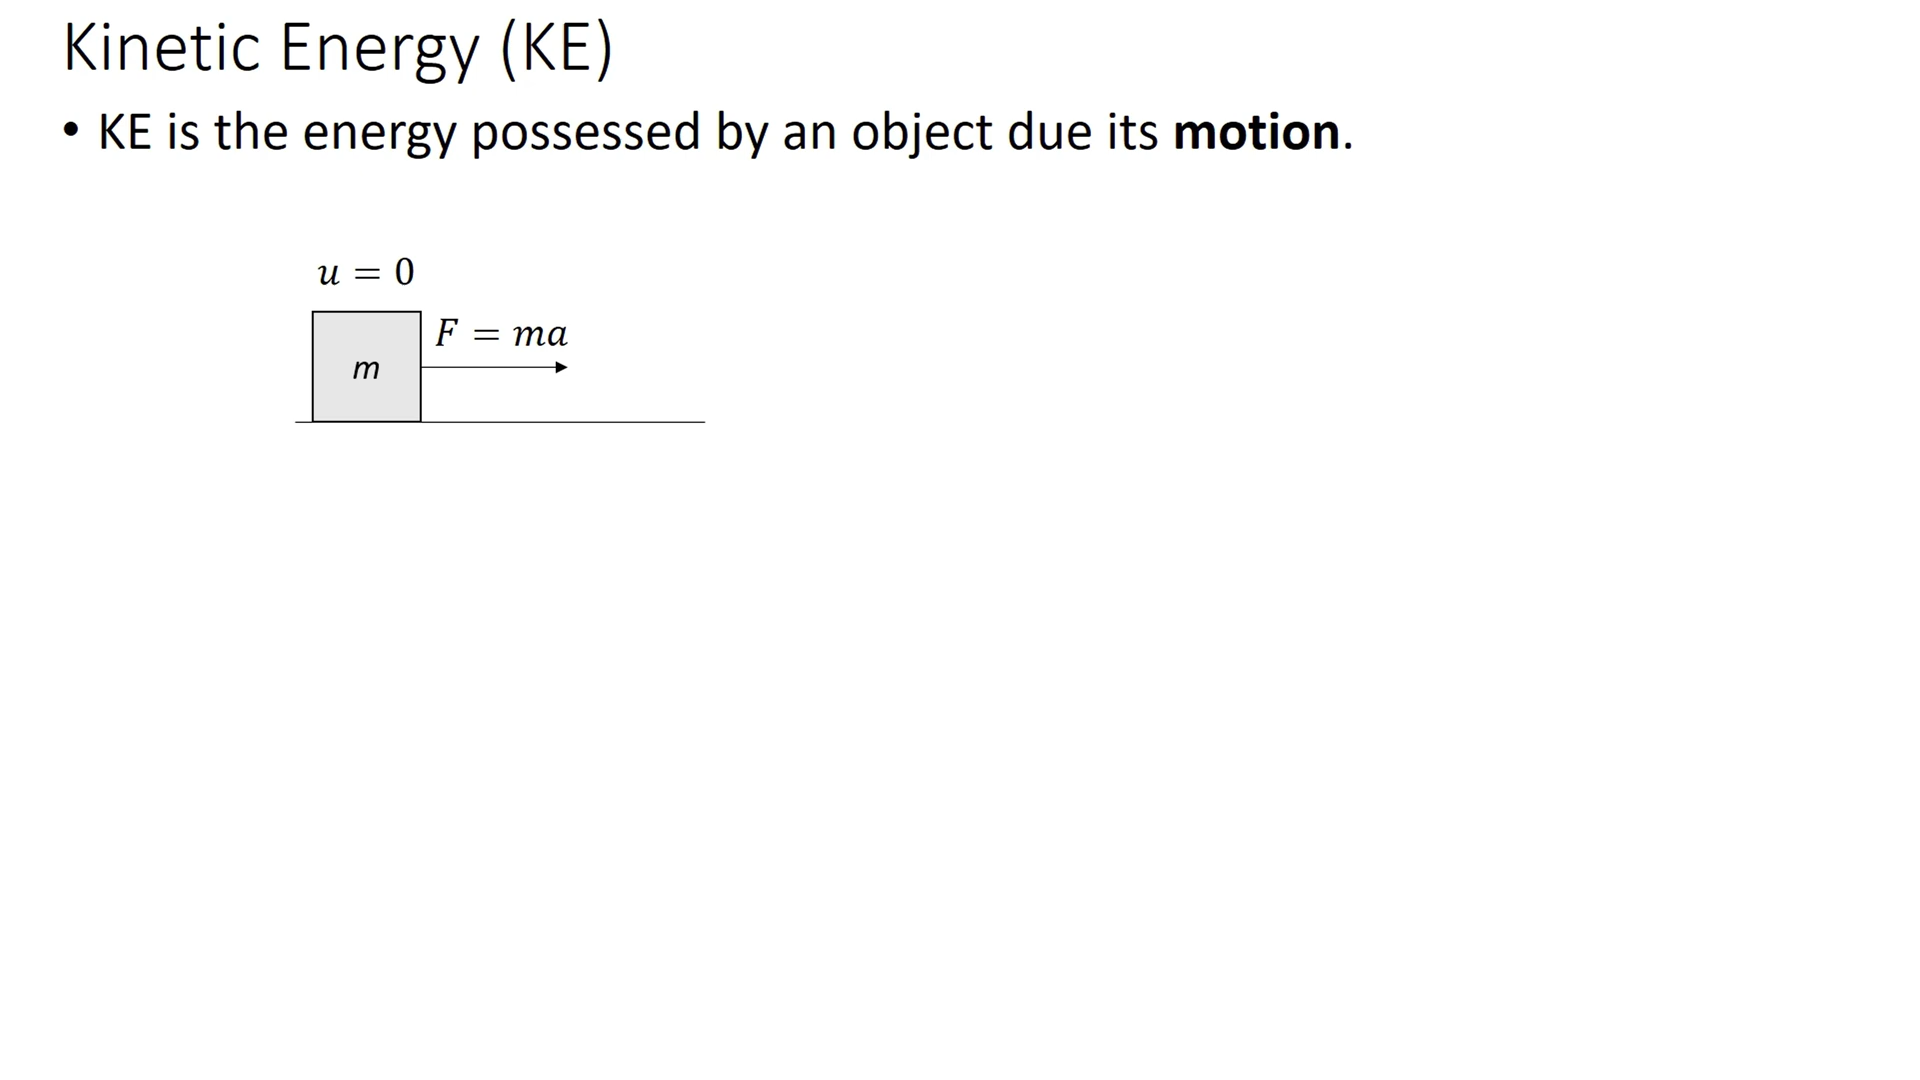 Kinetic Energy (KE)
• KE is the energy possessed by an object due its motion.
u = 0
F = ma
m